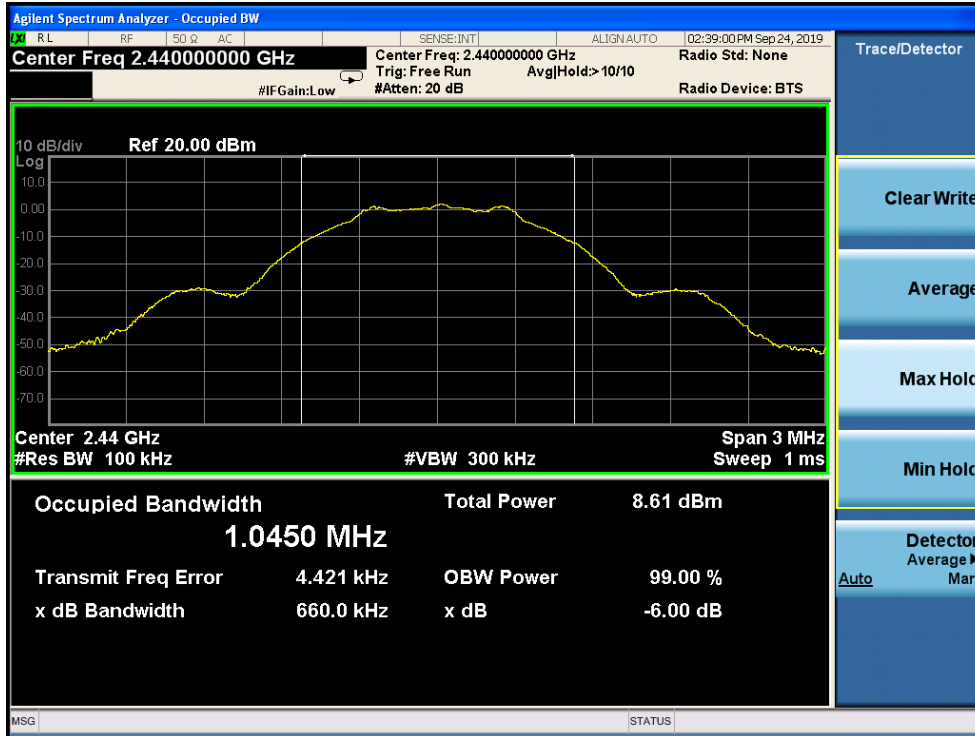 Agilent Spectrum Analyzer - Occupied BW
LXI RL RF 50 Ω AC SENSE:INT ALIGN AUTO 02:39:00 PM Sep 24, 2019
Center Freq 2.440000000 GHz
Center Freq: 2.440000000 GHz Radio Std: None
Trig: Free Run Avg|Hold:> 10/10
#IFGain:Low #Atten: 20 dB Radio Device: BTS
Trace/Detector
10 dB/div Ref 20.00 dBm
Log
10.0
0.00
-10.0
-20.0
-30.0
-40.0
-50.0
-60.0
-70.0
Center 2.44 GHz Span 3 MHz
#Res BW 100 kHz #VBW 300 kHz Sweep 1 ms
Occupied Bandwidth Total Power 8.61 dBm
1.0450 MHz
Transmit Freq Error 4.421 kHz OBW Power 99.00 %
x dB Bandwidth 660.0 kHz x dB -6.00 dB
Clear Write
Average
Max Hold
Min Hold
Detector
Average▶
Auto Man
MSG STATUS